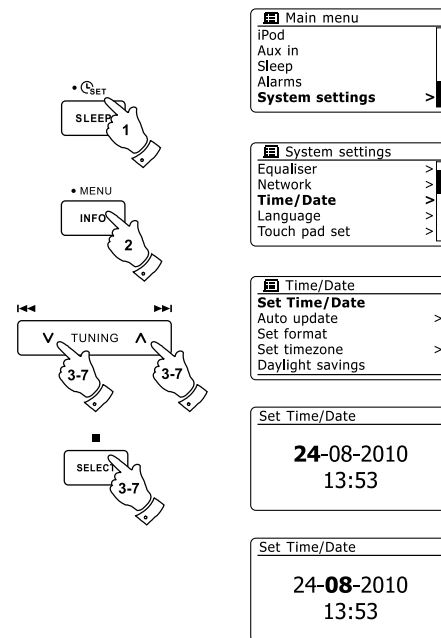 SET
SLEEP
1
MENU
INFO
2
TUNING
3-7
3-7
SELECT
3-7
Main menu
iPod
Aux in
Sleep
Alarms
System settings >
System settings
Equaliser >
Network >
Time/Date >
Language >
Touch pad set >
Time/Date
Set Time/Date
Auto update >
Set format
Set timezone >
Daylight savings
Set Time/Date
24-08-2010
13:53
Set Time/Date
24-08-2010
13:53